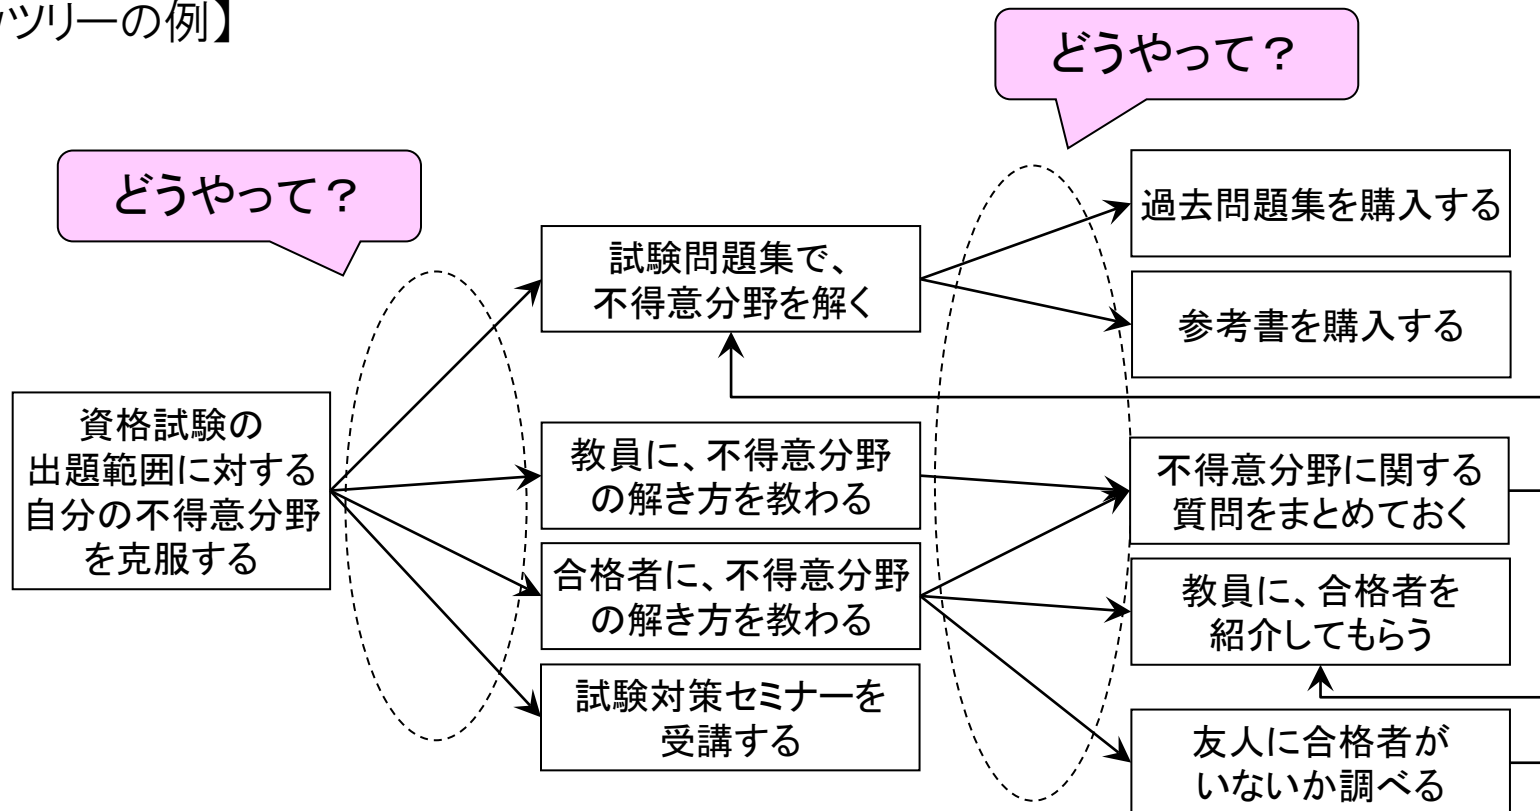 ツリーの例】
どうやって？
どうやって？
資格試験の
出題範囲に対する
自分の不得意分野
を克服する
試験問題集で、
不得意分野を解く
教員に、不得意分野
の解き方を教わる
合格者に、不得意分野
の解き方を教わる
試験対策セミナーを
受講する
過去問題集を購入する
参考書を購入する
不得意分野に関する
質問をまとめておく
教員に、合格者を
紹介してもらう
友人に合格者が
いないか調べる